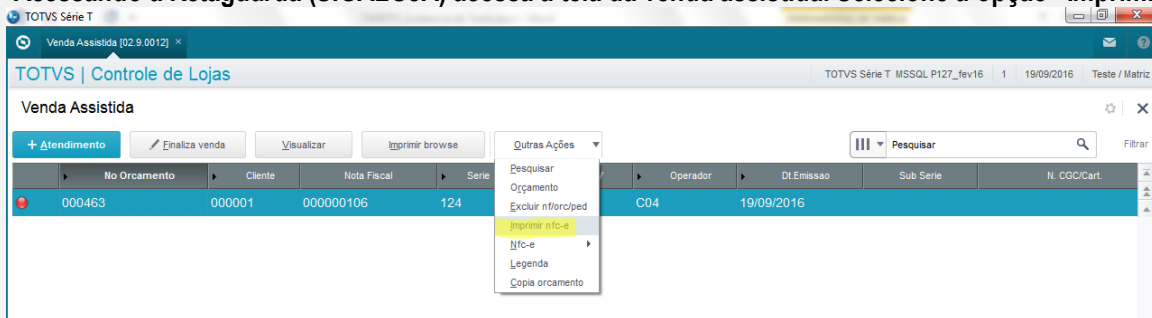 TOTVS Série T
Venda Assistida [02.9.0012] ×
TOTVS | Controle de Lojas
TOTVS Série T MSSQL P127_fev16 1 19/09/2016 Teste / Matriz
Venda Assistida
+ Atendimento
Finaliza venda
Visualizar
Imprimir browse
Outras Ações
Pesquisar
Filtrar
No Orcamento Cliente Nota Fiscal Serie Operador Dt.Emissao Sub Serie N. CGC/Cart.
000463 000001 000000106 124 C04 19/09/2016
Pesquisar
Orçamento
Excluir nf/orc/ped
Imprimir nfc-e
Nfc-e
Legenda
Copia orcamento